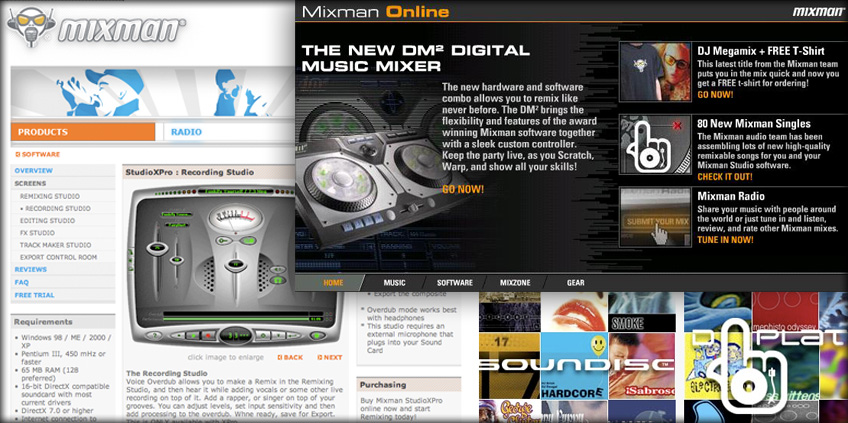 mixman®
PRODUCTS
RADIO
SOFTWARE
OVERVIEW
SCREENS
REMIXING STUDIO
• RECORDING STUDIO
EDITING STUDIO
FX STUDIO
TRACK MAKER STUDIO
EXPORT CONTROL ROOM
REVIEWS
FAQ
FREE TRIAL
Requirements
• Windows 98 / ME / 2000 /
XP
• Pentium III, 450 mHz or
faster
• 65 MB RAM (128
preferred)
• 16-bit DirectX compatible
soundcard with most
current drivers
• DirectX 7.0 or higher
• Internet connection to
StudioXPro : Recording Studio
click image to enlarge
BACK
NEXT
The Recording Studio
Voice Overdub allows you to make a Remix in the Remixing
Studio, and then hear it while adding vocals or some other live
recording on top of it. Add a rapper, or singer on top of your
grooves. You can adjust levels, set input sensitivity and then
add processing to the overdub. Whne, ready, save for Export.
This is ONLY available with XPro
• Export the composite
* Overdub mode works best
with headphones
* This studio requires an
external microphone that
plugs into your Sound
Card
Purchasing
Buy Mixman StudioXPro
online now and start
Remixing today!
Mixman Online
mixman®
THE NEW DM² DIGITAL
MUSIC MIXER
The new hardware and software
combo allows you to remix like
never before. The DM² brings the
flexibility and features of the award
winning Mixman software together
with a sleek custom controller.
Keep the party live, as you Scratch,
Warp, and show all your skills!
GO NOW!
DJ Megamix + FREE T-Shirt
This latest title from the Mixman team
puts you in the mix quick and now you
get a FREE t-shirt for ordering!
GO NOW!
80 New Mixman Singles
The Mixman audio team has been
assembling lots of new high-quality
remixable songs for you and your
Mixman Studio software.
CHECK IT OUT!
SUBMIT YOUR MIX
Mixman Radio
Share your music with people around
the world or just tune in and listen,
review, and rate other Mixman mixes.
TUNE IN NOW!
HOME
MUSIC
SOFTWARE
MIXZONE
GEAR
SMOKE
17
SOUNDISC
HARDCORE
iSabroso
mephisto odyssey